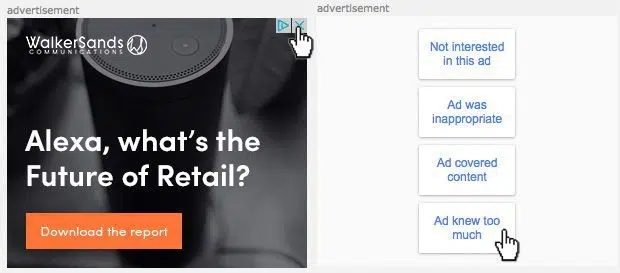 advertisement
WalkerSands
COMMUNICATIONS
Alexa, what's the
Future of Retail?
Download the report
advertisement
Not interested
in this ad
Ad was
inappropriate
Ad covered
content
Ad knew too
much